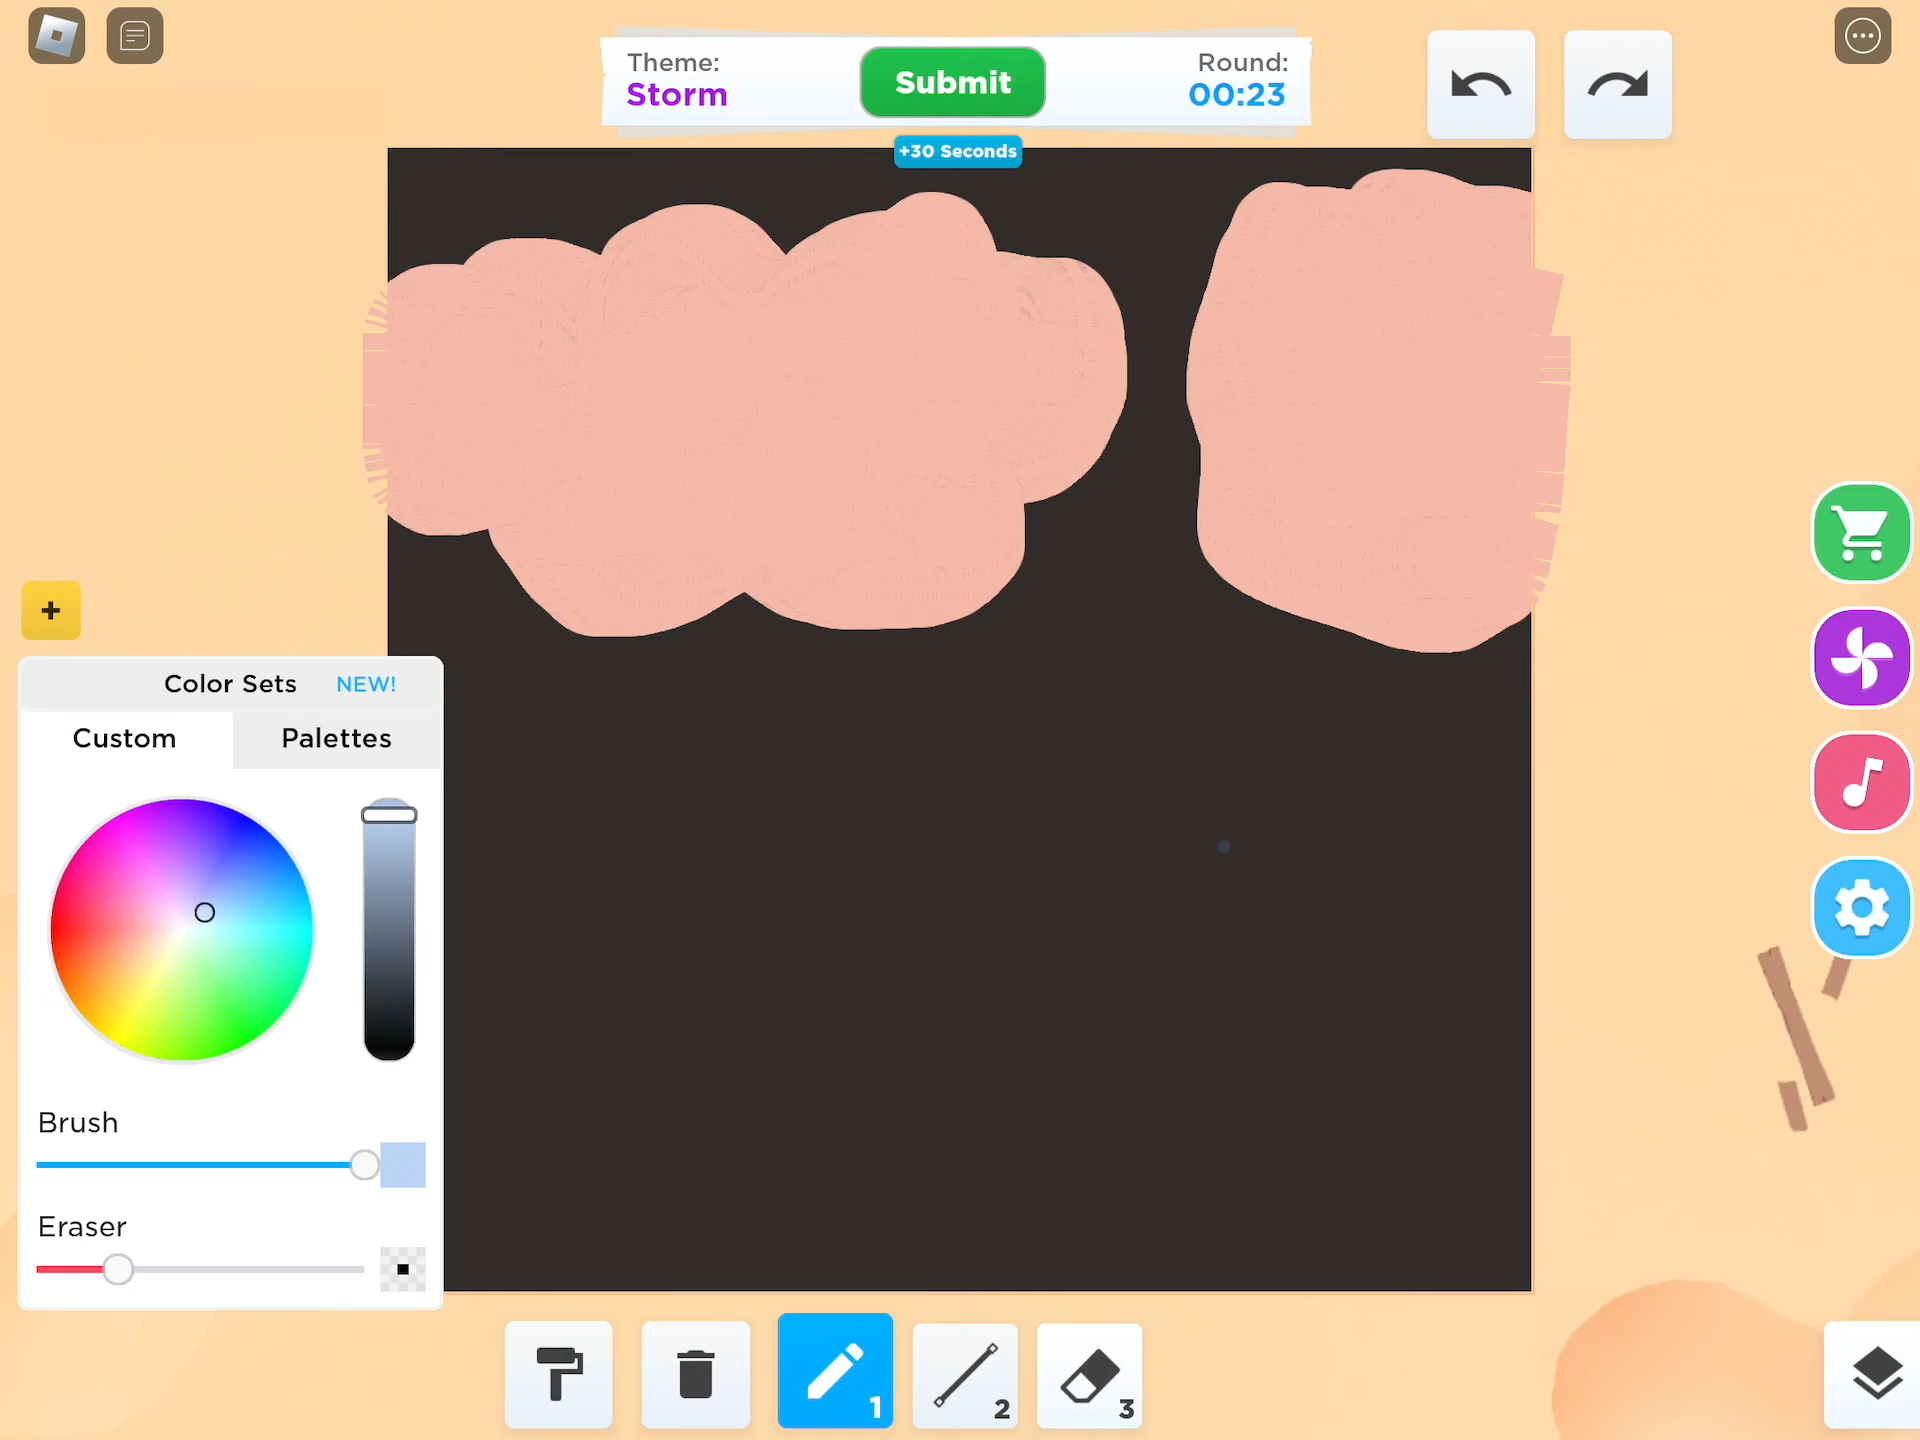 Theme:
Storm
Submit
Round:
00:23
+30 Seconds
+
Color Sets NEW!
Custom
Palettes
Brush
Eraser
1
2
3